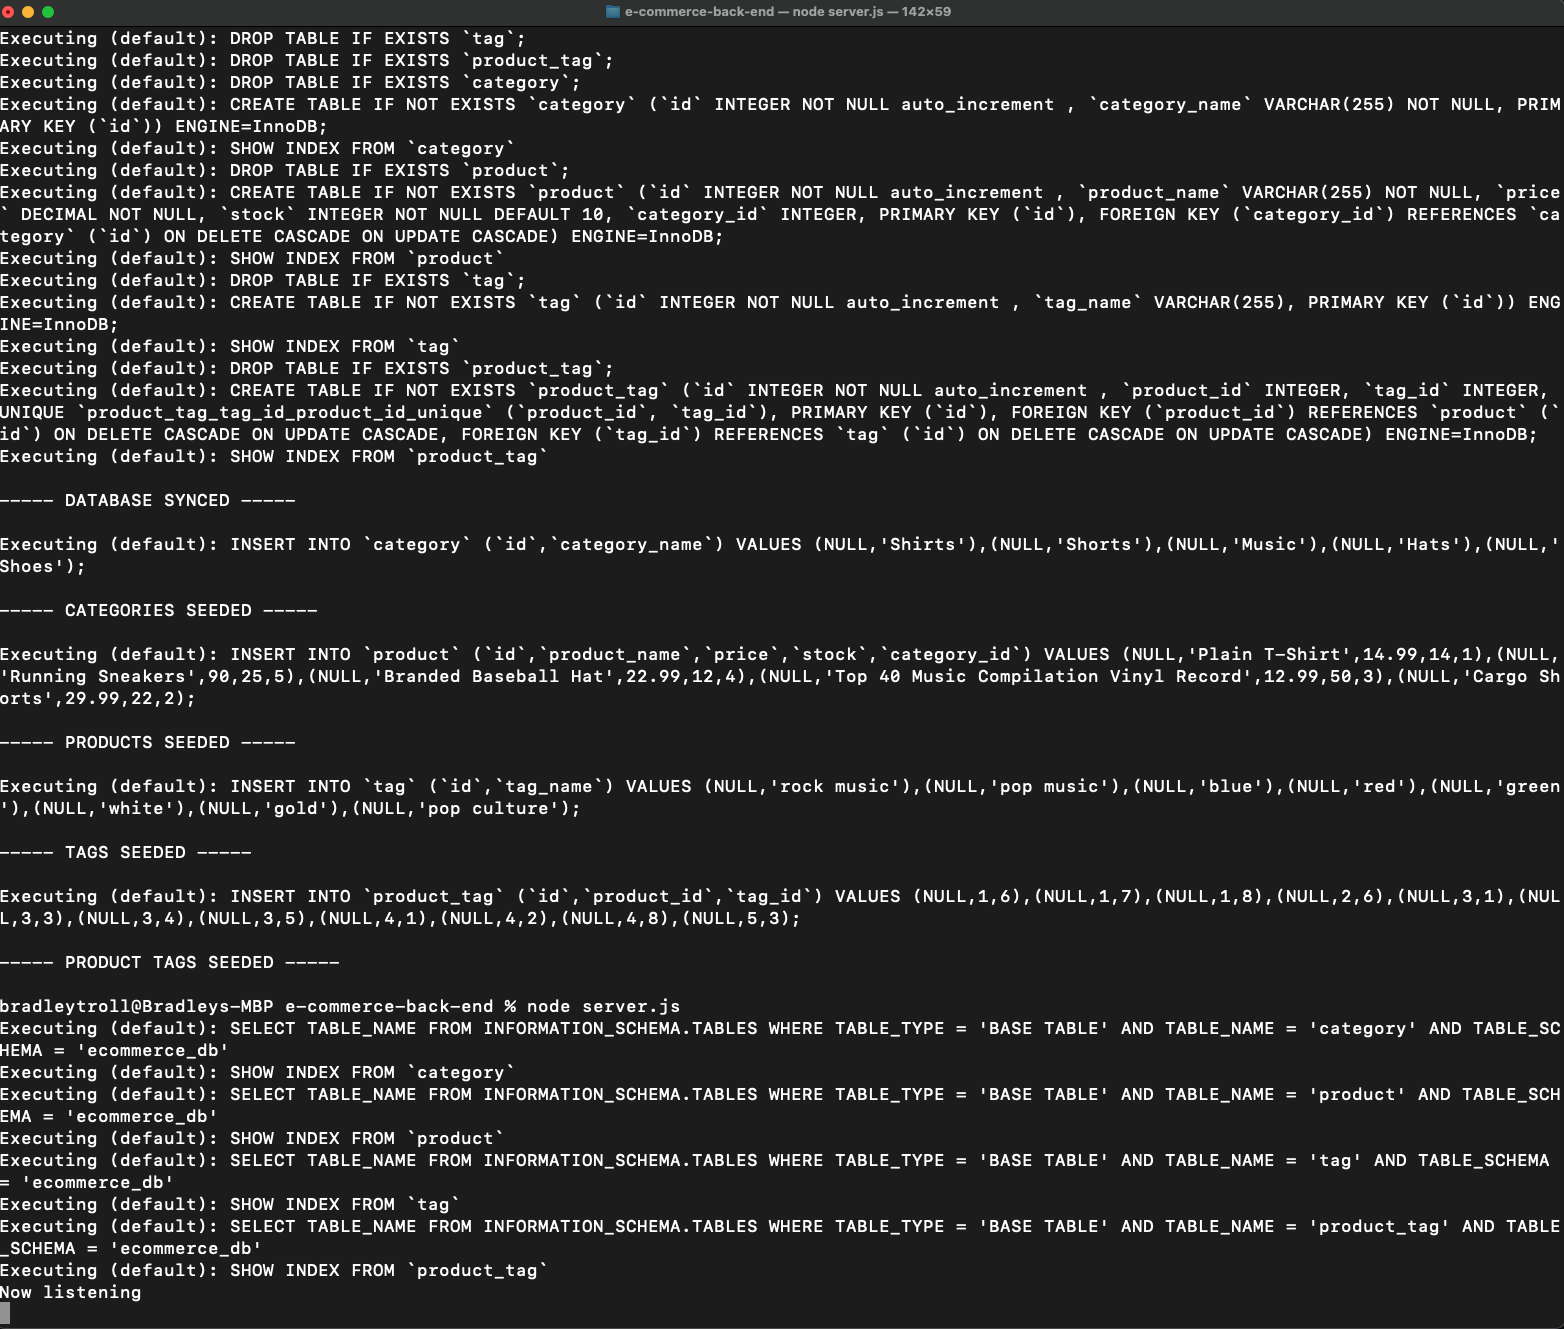 e-commerce-back-end — node server.js — 142×59
Executing (default): DROP TABLE IF EXISTS `tag`;
Executing (default): DROP TABLE IF EXISTS `product_tag`;
Executing (default): DROP TABLE IF EXISTS `category`;
Executing (default): CREATE TABLE IF NOT EXISTS `category` (`id` INTEGER NOT NULL auto_increment , `category_name` VARCHAR(255) NOT NULL, PRIM
ARY KEY (`id`)) ENGINE=InnoDB;
Executing (default): SHOW INDEX FROM `category`
Executing (default): DROP TABLE IF EXISTS `product`;
Executing (default): CREATE TABLE IF NOT EXISTS `product` (`id` INTEGER NOT NULL auto_increment , `product_name` VARCHAR(255) NOT NULL, `price
` DECIMAL NOT NULL, `stock` INTEGER NOT NULL DEFAULT 10, `category_id` INTEGER, PRIMARY KEY (`id`), FOREIGN KEY (`category_id`) REFERENCES `ca
tegory` (`id`) ON DELETE CASCADE ON UPDATE CASCADE) ENGINE=InnoDB;
Executing (default): SHOW INDEX FROM `product`
Executing (default): DROP TABLE IF EXISTS `tag`;
Executing (default): CREATE TABLE IF NOT EXISTS `tag` (`id` INTEGER NOT NULL auto_increment , `tag_name` VARCHAR(255), PRIMARY KEY (`id`)) ENG
INE=InnoDB;
Executing (default): SHOW INDEX FROM `tag`
Executing (default): DROP TABLE IF EXISTS `product_tag`;
Executing (default): CREATE TABLE IF NOT EXISTS `product_tag` (`id` INTEGER NOT NULL auto_increment , `product_id` INTEGER, `tag_id` INTEGER,
UNIQUE `product_tag_tag_id_product_id_unique` (`product_id`, `tag_id`), PRIMARY KEY (`id`), FOREIGN KEY (`product_id`) REFERENCES `product` (`
id`) ON DELETE CASCADE ON UPDATE CASCADE, FOREIGN KEY (`tag_id`) REFERENCES `tag` (`id`) ON DELETE CASCADE ON UPDATE CASCADE) ENGINE=InnoDB;
Executing (default): SHOW INDEX FROM `product_tag`
----- DATABASE SYNCED -----
Executing (default): INSERT INTO `category` (`id`,`category_name`) VALUES (NULL,'Shirts'),(NULL,'Shorts'),(NULL,'Music'),(NULL,'Hats'),(NULL,'
Shoes');
----- CATEGORIES SEEDED -----
Executing (default): INSERT INTO `product` (`id`,`product_name`,`price`,`stock`,`category_id`) VALUES (NULL,'Plain T-Shirt',14.99,14,1),(NULL,
'Running Sneakers',90,25,5),(NULL,'Branded Baseball Hat',22.99,12,4),(NULL,'Top 40 Music Compilation Vinyl Record',12.99,50,3),(NULL,'Cargo Sh
orts',29.99,22,2);
----- PRODUCTS SEEDED -----
Executing (default): INSERT INTO `tag` (`id`,`tag_name`) VALUES (NULL,'rock music'),(NULL,'pop music'),(NULL,'blue'),(NULL,'red'),(NULL,'green
'),(NULL,'white'),(NULL,'gold'),(NULL,'pop culture');
----- TAGS SEEDED -----
Executing (default): INSERT INTO `product_tag` (`id`,`product_id`,`tag_id`) VALUES (NULL,1,6),(NULL,1,7),(NULL,1,8),(NULL,2,6),(NULL,3,1),(NUL
L,3,3),(NULL,3,4),(NULL,3,5),(NULL,4,1),(NULL,4,2),(NULL,4,8),(NULL,5,3);
----- PRODUCT TAGS SEEDED -----
bradleytroll@Bradleys-MBP e-commerce-back-end % node server.js
Executing (default): SELECT TABLE_NAME FROM INFORMATION_SCHEMA.TABLES WHERE TABLE_TYPE = 'BASE TABLE' AND TABLE_NAME = 'category' AND TABLE_SC
HEMA = 'ecommerce_db'
Executing (default): SHOW INDEX FROM `category`
Executing (default): SELECT TABLE_NAME FROM INFORMATION_SCHEMA.TABLES WHERE TABLE_TYPE = 'BASE TABLE' AND TABLE_NAME = 'product' AND TABLE_SCH
EMA = 'ecommerce_db'
Executing (default): SHOW INDEX FROM `product`
Executing (default): SELECT TABLE_NAME FROM INFORMATION_SCHEMA.TABLES WHERE TABLE_TYPE = 'BASE TABLE' AND TABLE_NAME = 'tag' AND TABLE_SCHEMA
= 'ecommerce_db'
Executing (default): SHOW INDEX FROM `tag`
Executing (default): SELECT TABLE_NAME FROM INFORMATION_SCHEMA.TABLES WHERE TABLE_TYPE = 'BASE TABLE' AND TABLE_NAME = 'product_tag' AND TABLE
_SCHEMA = 'ecommerce_db'
Executing (default): SHOW INDEX FROM `product_tag`
Now listening